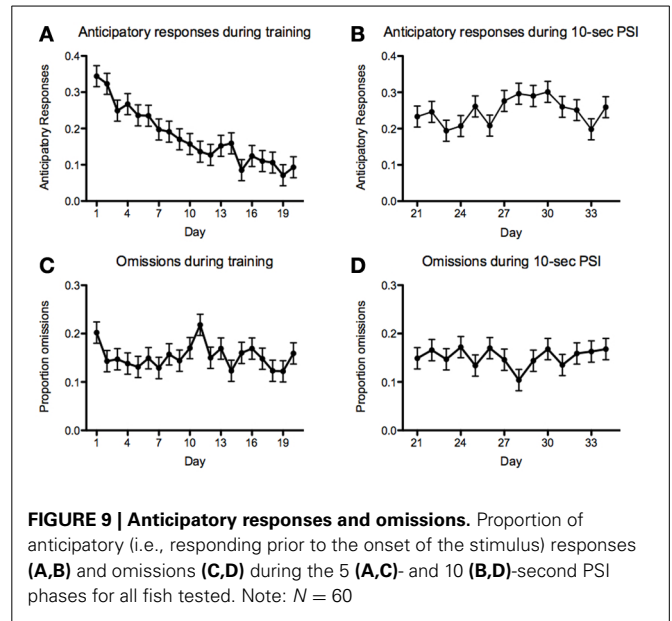 A Anticipatory responses during training
Anticipatory Responses
0.4
0.3
0.2
0.1
0.0
1 4 7 10 13 16 19
Day
B Anticipatory responses during 10-sec PSI
Anticipatory Responses
0.4
0.3
0.2
0.1
0.0
21 24 27 30 33
Day
C Omissions during training
Proportion omissions
0.3
0.2
0.1
0.0
1 4 7 10 13 16 19
Day
D Omissions during 10-sec PSI
Proportion omissions
0.3
0.2
0.1
0.0
21 24 27 30 33
Day
FIGURE 9 | Anticipatory responses and omissions. Proportion of
anticipatory (i.e., responding prior to the onset of the stimulus) responses
(A,B) and omissions (C,D) during the 5 (A,C)- and 10 (B,D)-second PSI
phases for all fish tested. Note: N = 60